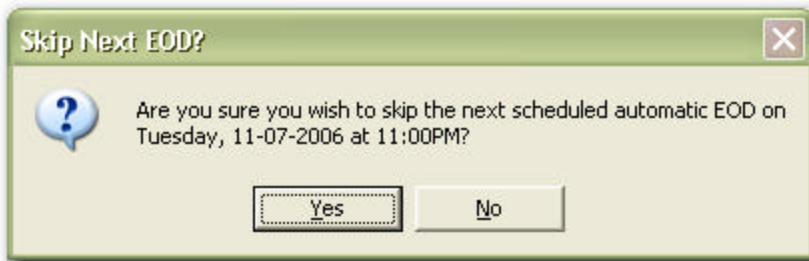 Skip Next EOD?
Are you sure you wish to skip the next scheduled automatic EOD on
Tuesday, 11-07-2006 at 11:00PM?
Yes
No